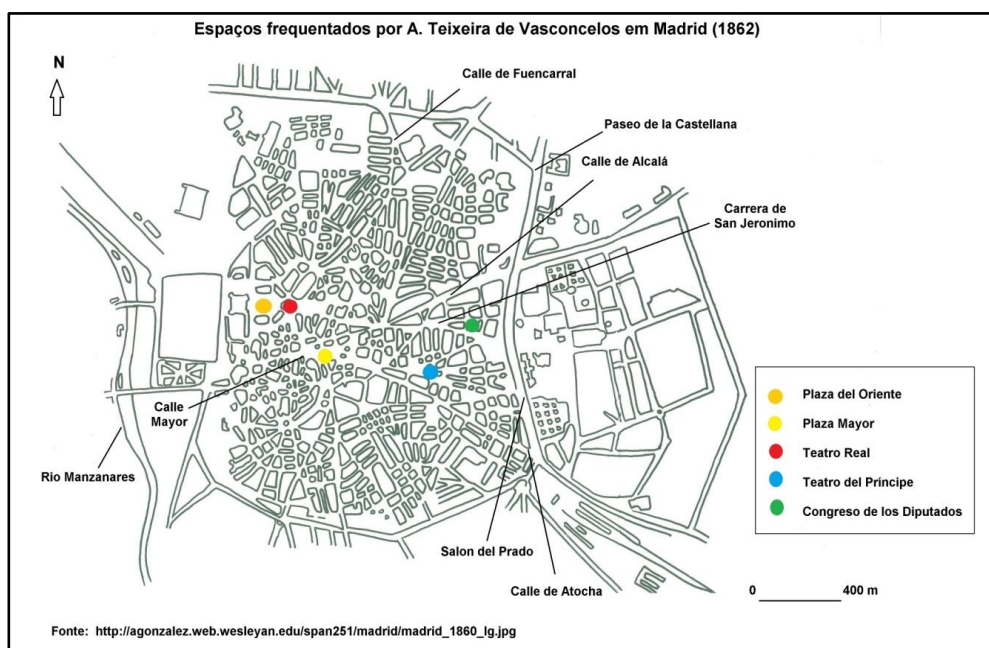 Espaços frequentados por A. Teixeira de Vasconcelos em Madrid (1862)
N
Calle de Fuencarral
Paseo de la Castellana
Calle de Alcalá
Carrera de
San Jeronimo
Calle
Mayor
Rio Manzanares
Plaza del Oriente
Plaza Mayor
Teatro Real
Teatro del Príncipe
Congreso de los Diputados
Salon del Prado
Calle de Atocha
0 400 m
Fonte: http://agonzalez.web.wesleyan.edu/span251/madrid/madrid_1860_lg.jpg